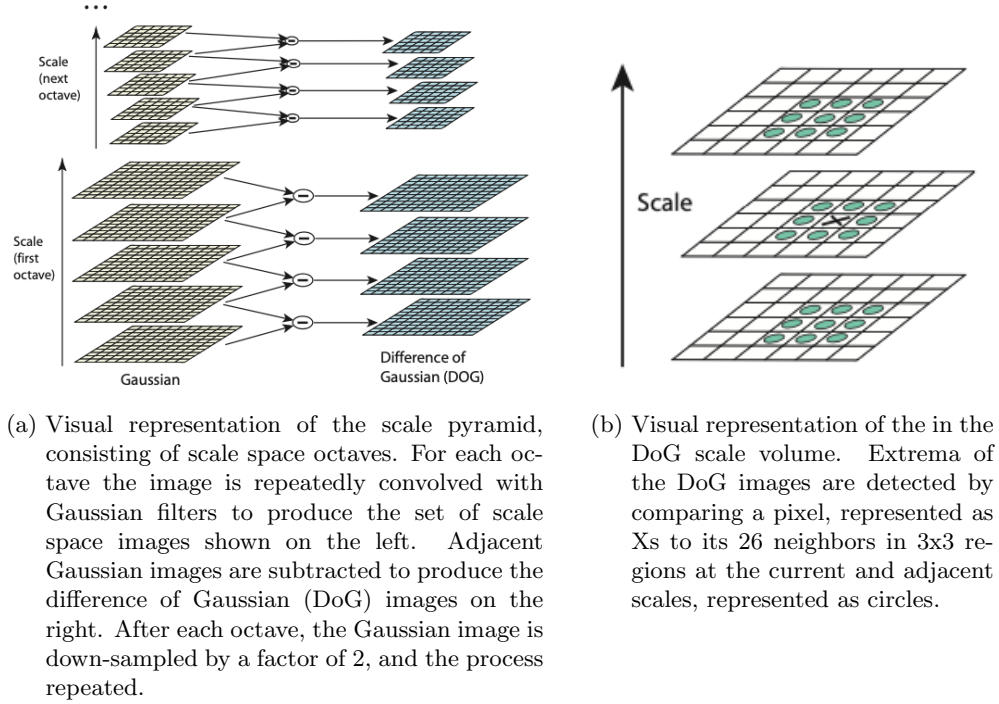 ...
Scale
(next
octave)
Scale
(first
octave)
Gaussian
Difference of
Gaussian (DOG)
Scale
(a) Visual representation of the scale pyramid,
consisting of scale space octaves. For each oc-
tave the image is repeatedly convolved with
Gaussian filters to produce the set of scale
space images shown on the left. Adjacent
Gaussian images are subtracted to produce the
difference of Gaussian (DoG) images on the
right. After each octave, the Gaussian image is
down-sampled by a factor of 2, and the process
repeated.
(b) Visual representation of the in the
DoG scale volume. Extrema of
the DoG images are detected by
comparing a pixel, represented as
Xs to its 26 neighbors in 3x3 re-
gions at the current and adjacent
scales, represented as circles.